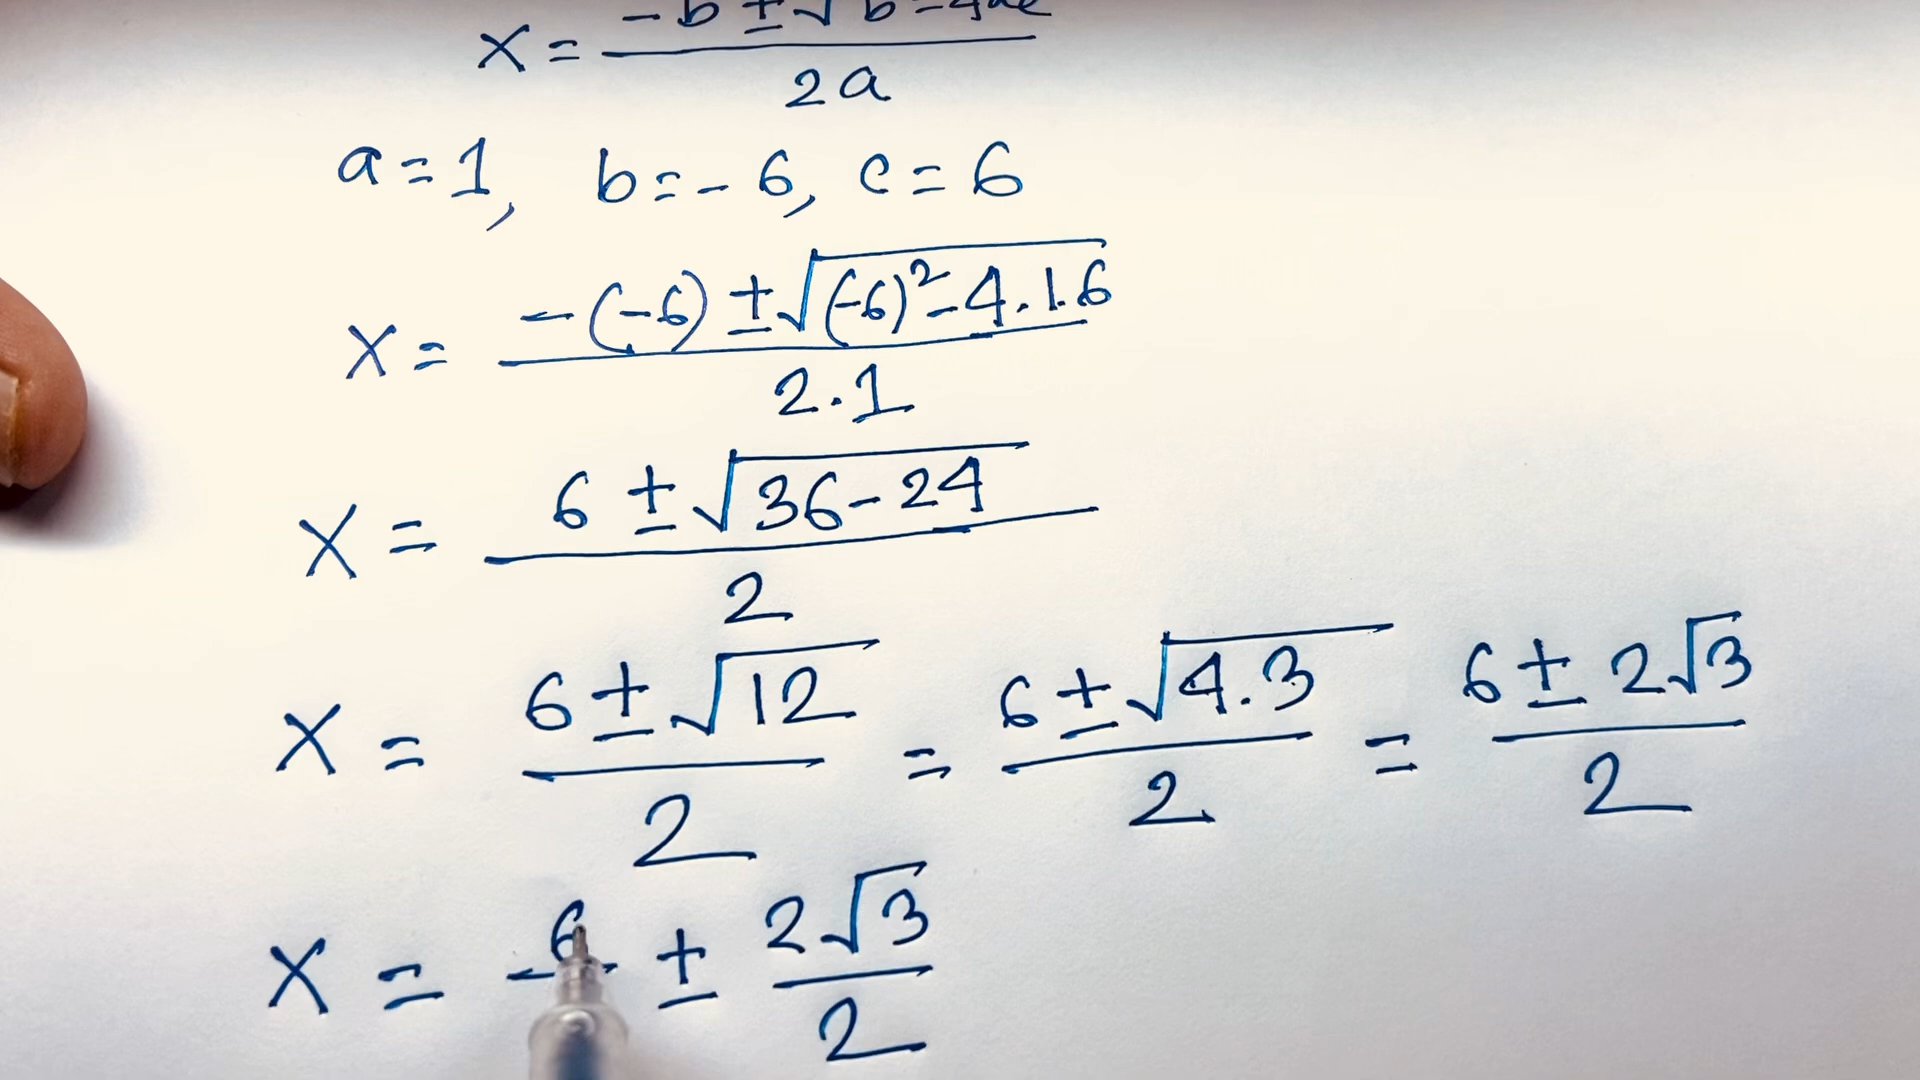 x = -b ± √b²-4ac / 2a
a = 1, b = -6, c = 6
x = -(-6) ± √(-6)² - 4.1.6 / 2.1
x = 6 ± √36-24 / 2
x = 6 ± √12 / 2 = 6 ± √4.3 / 2 = 6 ± 2√3 / 2
x = 6 ± 2√3 / 2